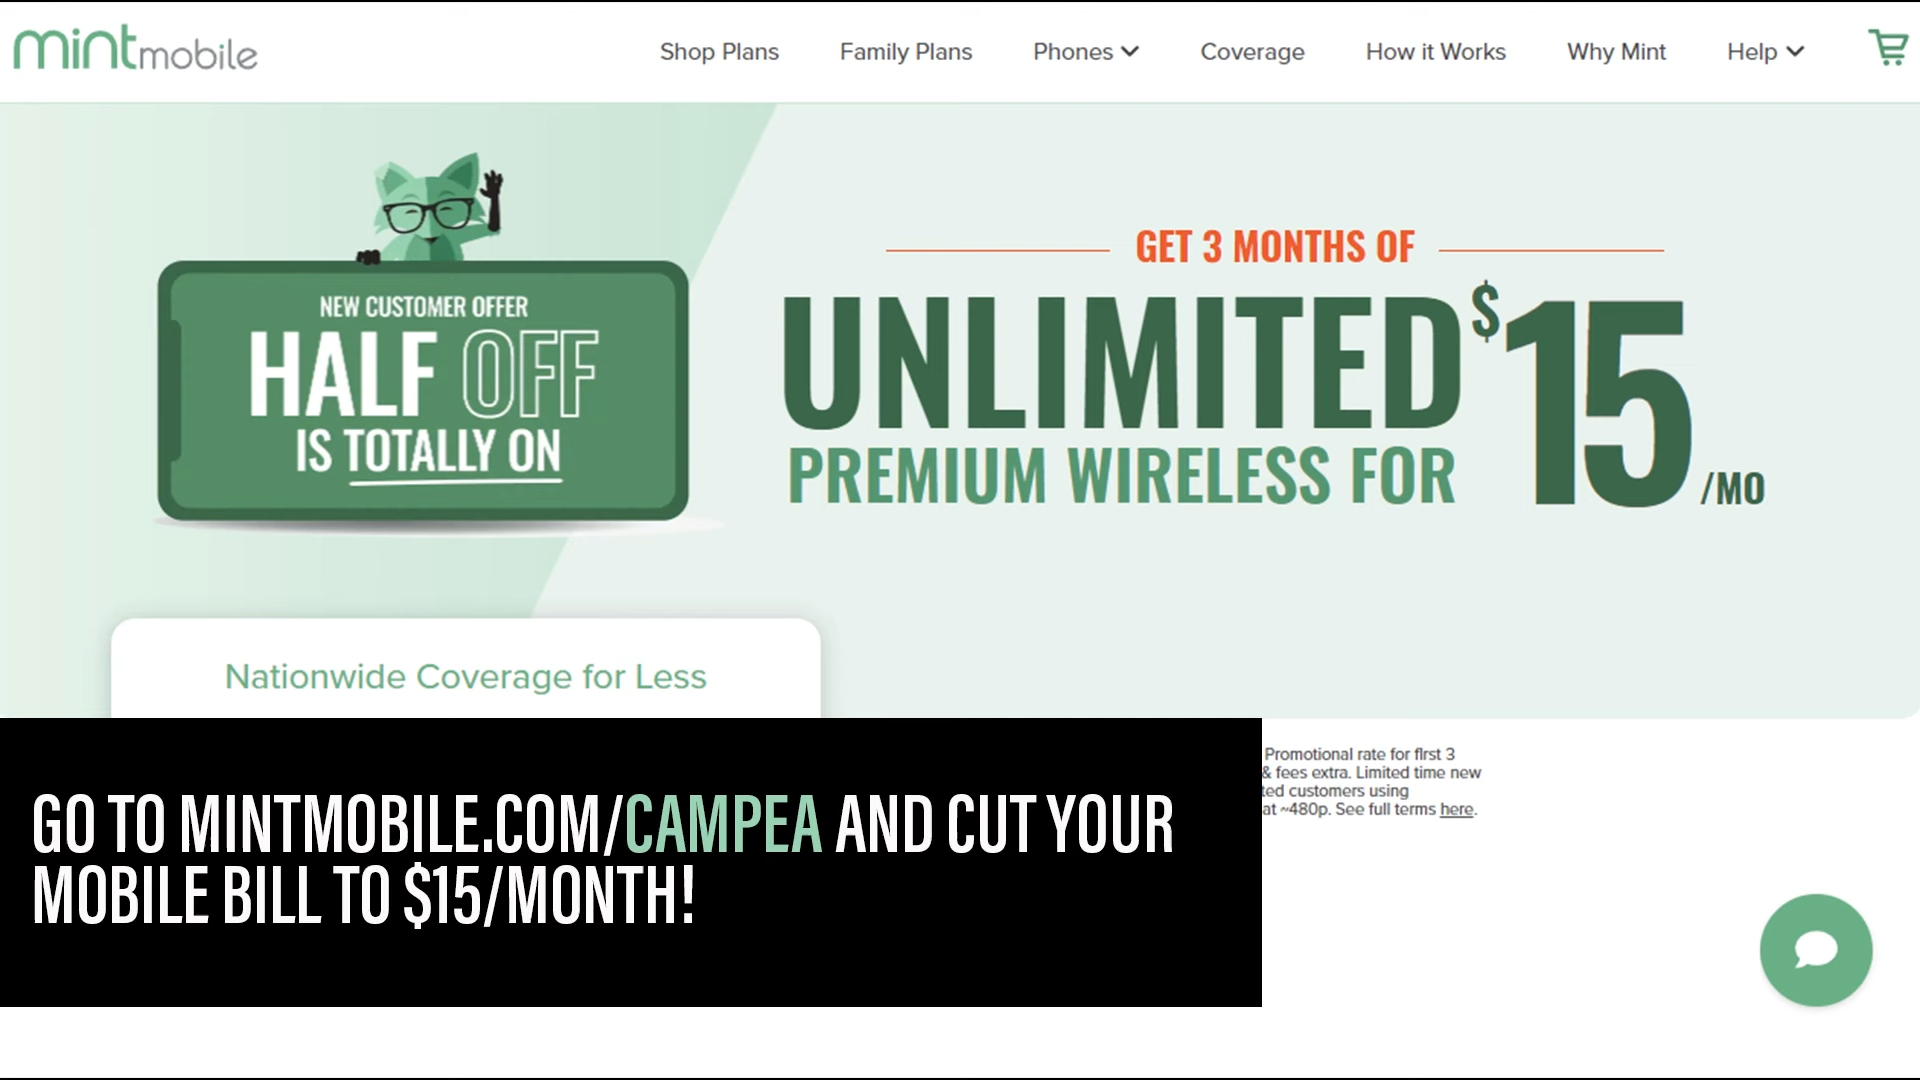 mint mobile
Shop Plans Family Plans Phones Coverage How it Works Why Mint Help
NEW CUSTOMER OFFER
HALF OFF
IS TOTALLY ON
GET 3 MONTHS OF
UNLIMITED $15
PREMIUM WIRELESS FOR /MO
Nationwide Coverage for Less
Promotional rate for first 3
& fees extra. Limited time new
ted customers using
at ~480p. See full terms here.
GO TO MINTMOBILE.COM/CAMPEA AND CUT YOUR
MOBILE BILL TO $15/MONTH!